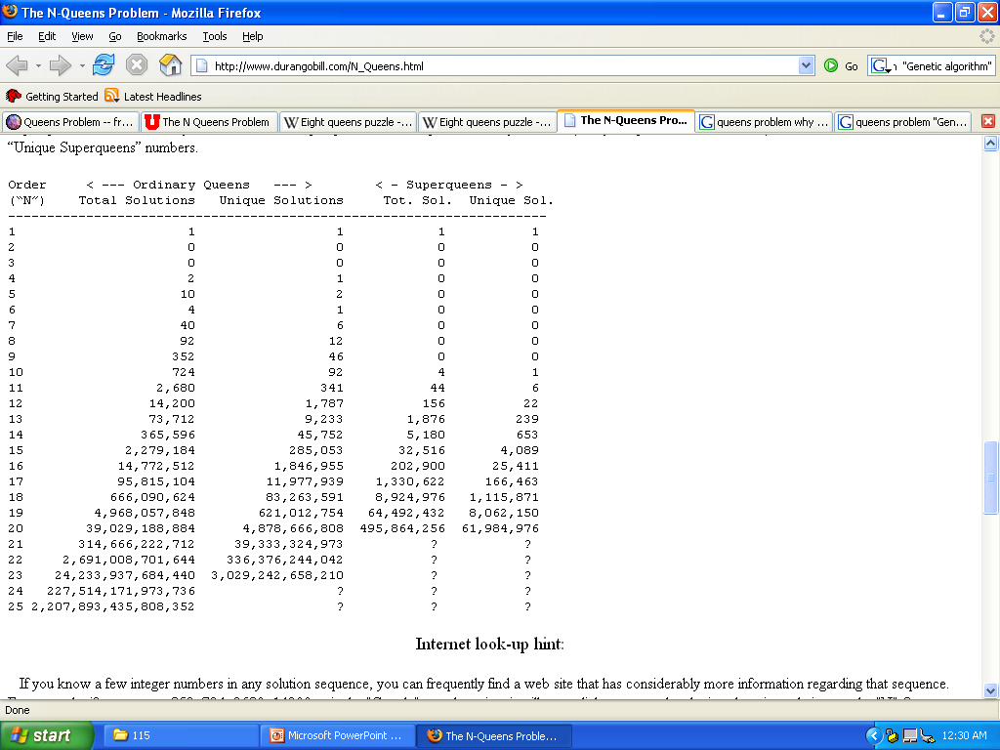 The N-Queens Problem - Mozilla Firefox
File Edit View Go Bookmarks Tools Help
http://www.durangobill.com/N_Queens.html Go "Genetic algorithm"
Getting Started Latest Headlines
Queens Problem -- fr... The N Queens Problem Eight queens puzzle -... Eight queens puzzle -... The N-Queens Pro... queens problem why ... queens problem "Gen...
“Unique Superqueens” numbers.
Order < --- Ordinary Queens --- > < - Superqueens - >
(“N”) Total Solutions Unique Solutions Tot. Sol. Unique Sol.
---------------------------------------------------------------------
1 1 1 1 1
2 0 0 0 0
3 0 0 0 0
4 2 1 0 0
5 10 2 0 0
6 4 1 0 0
7 40 6 0 0
8 92 12 0 0
9 352 46 0 0
10 724 92 4 1
11 2,680 341 44 6
12 14,200 1,787 156 22
13 73,712 9,233 1,876 239
14 365,596 45,752 5,180 653
15 2,279,184 285,053 32,516 4,089
16 14,772,512 1,846,955 202,900 25,411
17 95,815,104 11,977,939 1,330,622 166,463
18 666,090,624 83,263,591 8,924,976 1,115,871
19 4,968,057,848 621,012,754 64,492,432 8,062,150
20 39,029,188,884 4,878,666,808 495,864,256 61,984,976
21 314,666,222,712 39,333,324,973 ? ?
22 2,691,008,701,644 336,376,244,042 ? ?
23 24,233,937,684,440 3,029,242,658,210 ? ?
24 227,514,171,973,736 ? ? ?
25 2,207,893,435,808,352 ? ? ?
Internet look-up hint:
If you know a few integer numbers in any solution sequence, you can frequently find a web site that has considerably more information regarding that sequence.
Done
start 115 Microsoft PowerPoint ... The N-Queens Proble... 12:30 AM